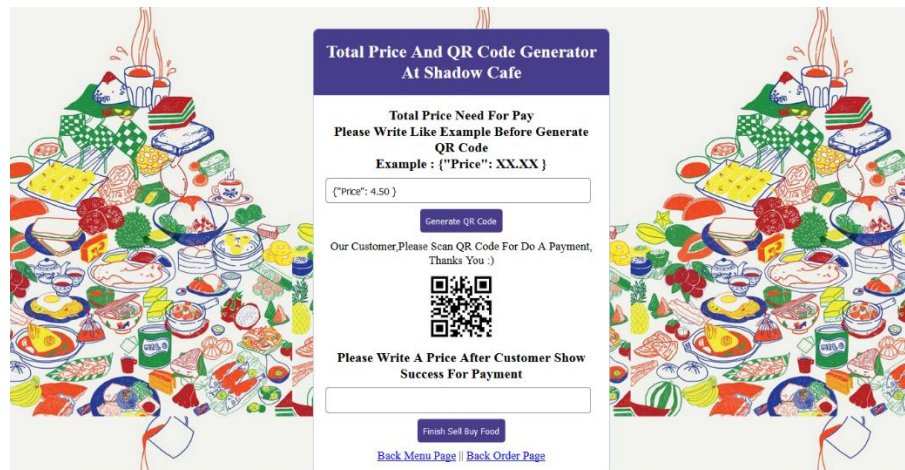 Total Price And QR Code Generator
At Shadow Cafe
Total Price Need For Pay
Please Write Like Example Before Generate
QR Code
Example : {"Price": XX.XX }
{"Price": 4.50 }
Generate QR Code
Our Customer,Please Scan QR Code For Do A Payment,
Thanks You :)
Please Write A Price After Customer Show
Success For Payment
Finish Sell Buy Food
Back Menu Page || Back Order Page
MILO
MILO